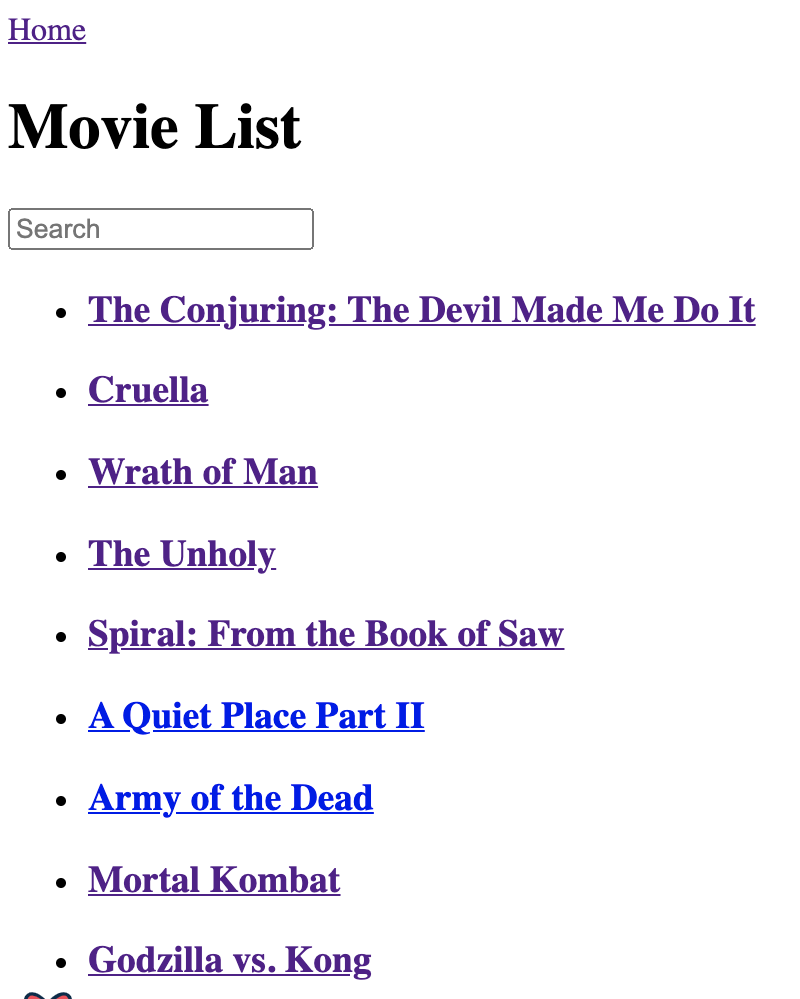 Home
Movie List
Search
The Conjuring: The Devil Made Me Do It
Cruella
Wrath of Man
The Unholy
Spiral: From the Book of Saw
A Quiet Place Part II
Army of the Dead
Mortal Kombat
Godzilla vs. Kong